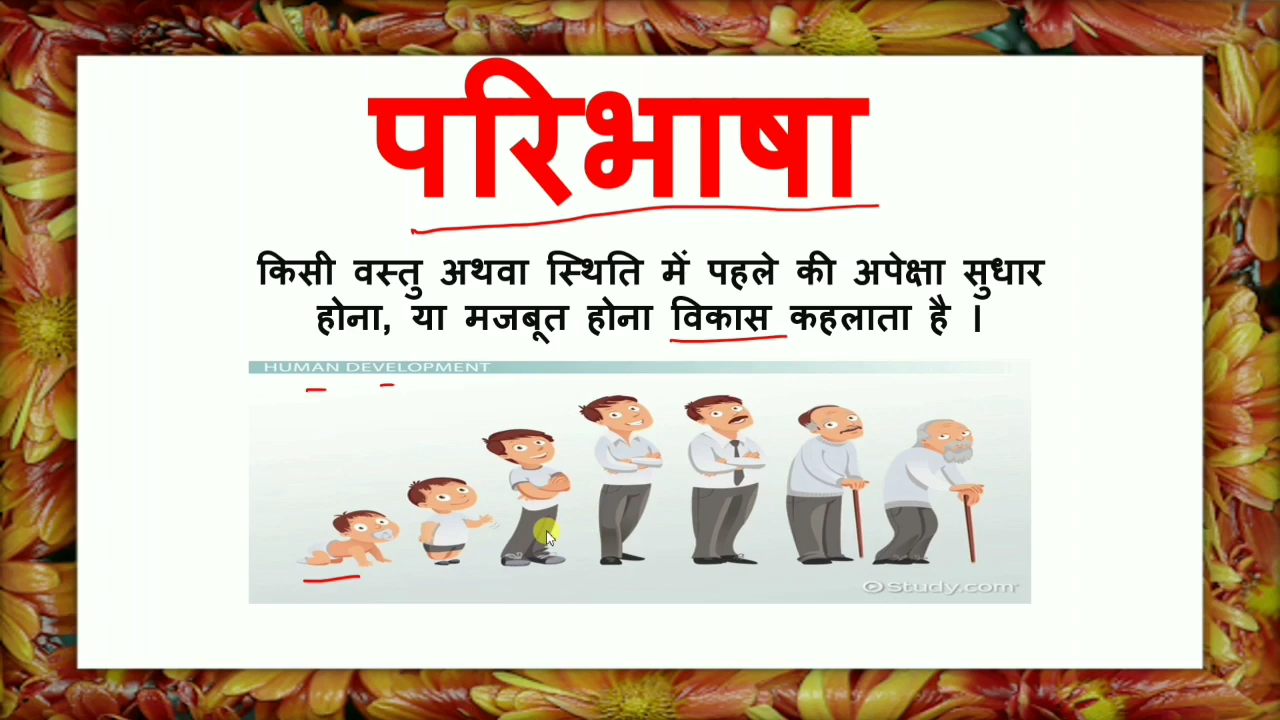 परिभाषा
किसी वस्तु अथवा स्थिति में पहले की अपेक्षा सुधार
होना, या मजबूत होना विकास कहलाता है ।
HUMAN DEVELOPMENT
Study.com